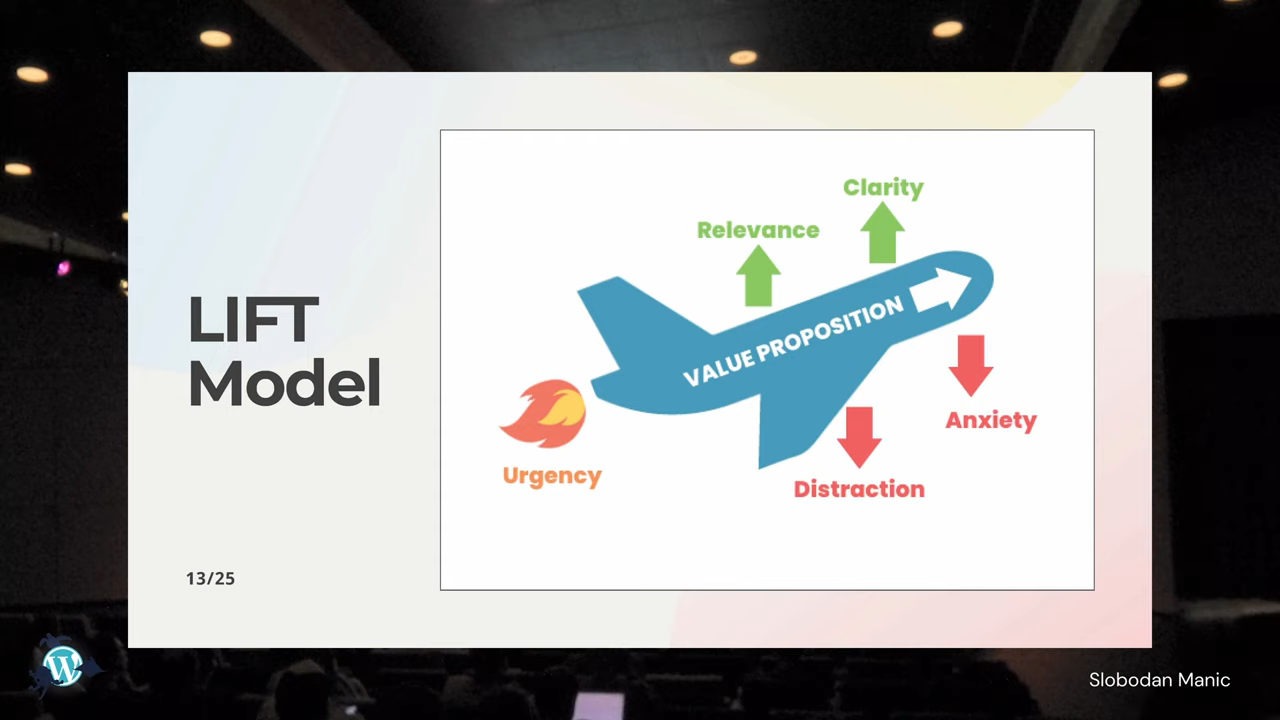 LIFT
Model
13/25
Clarity
Relevance
VALUE PROPOSITION
Anxiety
Urgency
Distraction
Slobodan Manic